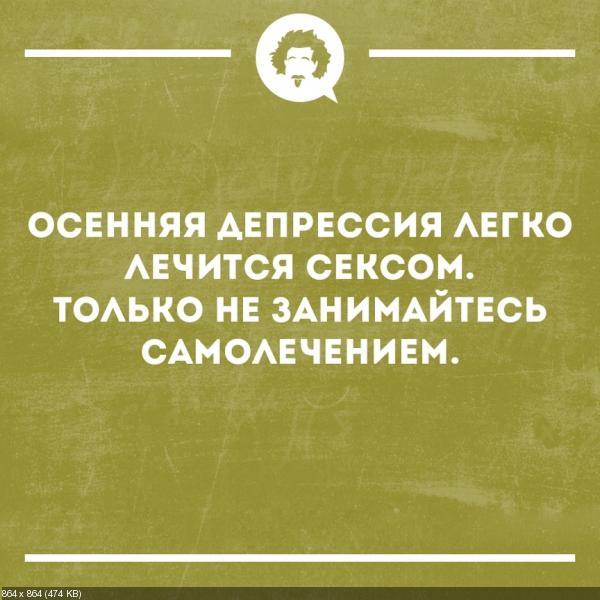 ОСЕННЯЯ ДЕПРЕССИЯ ЛЕГКО
ЛЕЧИТСЯ СЕКСОМ.
ТОЛЬКО НЕ ЗАНИМАЙТЕСЬ
САМОЛЕЧЕНИЕМ.
864 x 864 (474 KB)